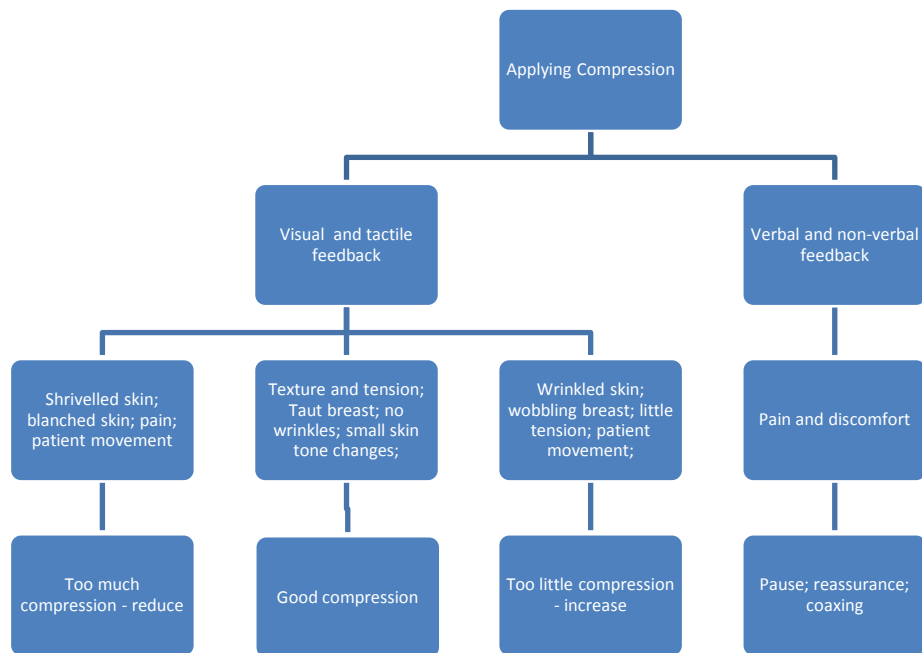 Applying Compression
Visual and tactile
feedback
Verbal and non-verbal
feedback
Shrivelled skin;
blanched skin; pain;
patient movement
Texture and tension;
Taut breast; no
wrinkles; small skin
tone changes;
Wrinkled skin;
wobbling breast; little
tension; patient
movement;
Pain and discomfort
Too much
compression - reduce
Good compression
Too little compression
- increase
Pause; reassurance;
coaxing